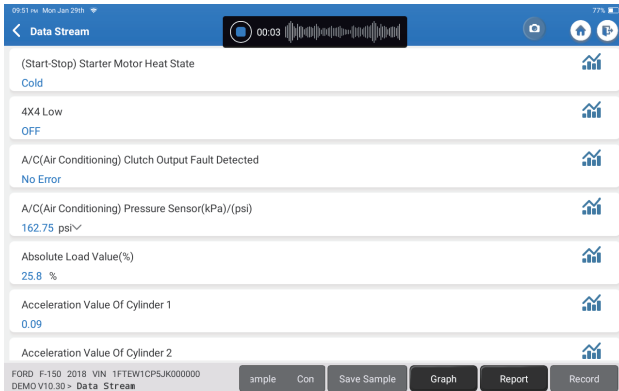 09:51 PM Mon Jan 29th 77%
Data Stream
00:03
(Start-Stop) Starter Motor Heat State
Cold
4X4 Low
OFF
A/C(Air Conditioning) Clutch Output Fault Detected
No Error
A/C(Air Conditioning) Pressure Sensor(kPa)/(psi)
162.75 psi
Absolute Load Value(%)
25.8 %
Acceleration Value Of Cylinder 1
0.09
Acceleration Value Of Cylinder 2
FORD F-150 2018 VIN 1FTEW1CP5JK000000
DEMO V10.30 > Data Stream
ample Con Save Sample Graph Report Record